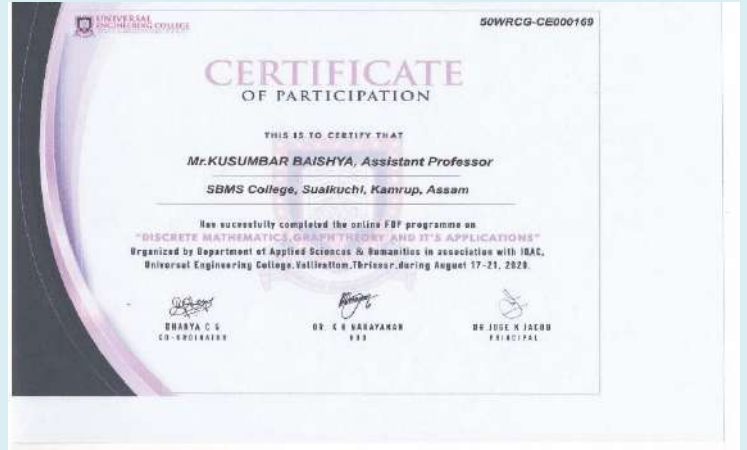 UNIVERSAL
ENGINEERING COLLEGE
50WRCG-CE000169
CERTIFICATE
OF PARTICIPATION
THIS IS TO CERTIFY THAT
Mr.KUSUMBAR BAISHYA, Assistant Professor
SBMS College, Sualkuchi, Kamrup, Assam
Has sucessfully completed the online FDP programme on
"DISCRETE MATHEMATICS,GRAPH THEORY AND IT'S APPLICATIONS"
Organized by Department of Applied Sciences & Humanities in association with IQAC,
Universal Engineering College,Vallivattom,Thrissur,during August 17-21, 2020.
DHANYA C G
CO-ORDINATOR
DR. K K NARAYANAN
HOD
DR JOSE K JACOB
PRINCIPAL